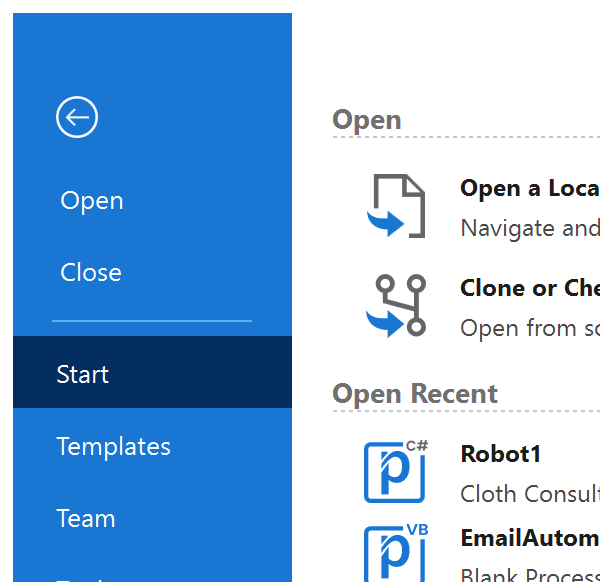 Open
Close
Start
Templates
Team
Open
Open a Loca
Navigate and
Clone or Che
Open from so
Open Recent
C#
Robot1
Cloth Consult
VB
EmailAutom
Blank Process